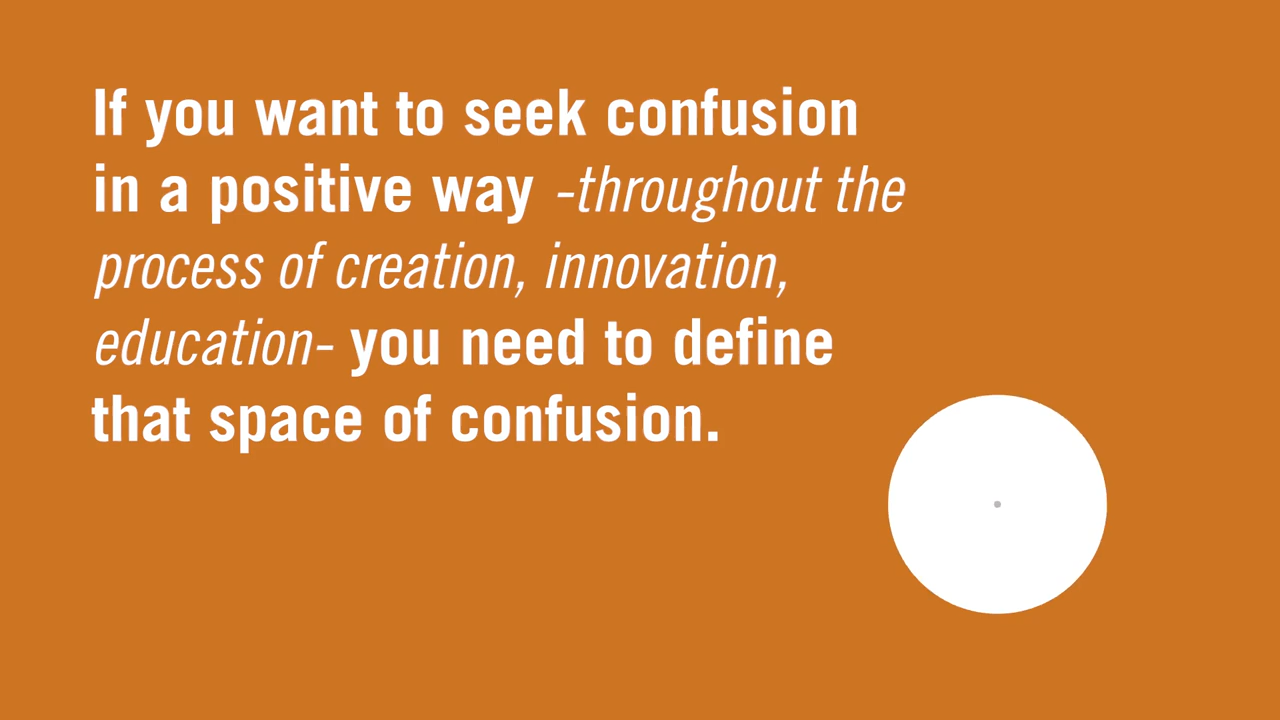 If you want to seek confusion
in a positive way -throughout the
process of creation, innovation,
education- you need to define
that space of confusion.